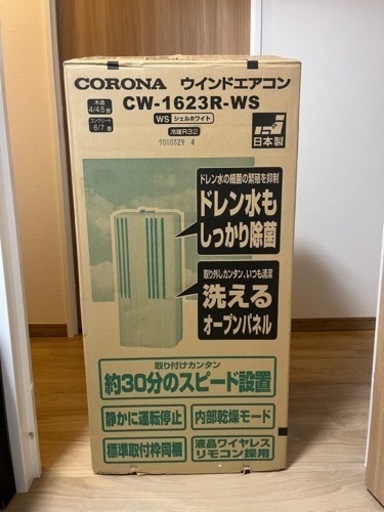 CORONA ウインドエアコン
木造 4/4.5畳
CW-1623R-WS
コンクリート 6/7畳
WS シェルホワイト
冷媒R32
日本製
ドレン水の細菌の繁殖を抑制
ドレン水も
しっかり除菌
取り外しカンタン、いつも清潔
洗える
オープンパネル
取り付けカンタン
約30分のスピード設置
静かに運転停止
内部乾燥モード
標準取付枠同梱
液晶ワイヤレス
リモコン採用